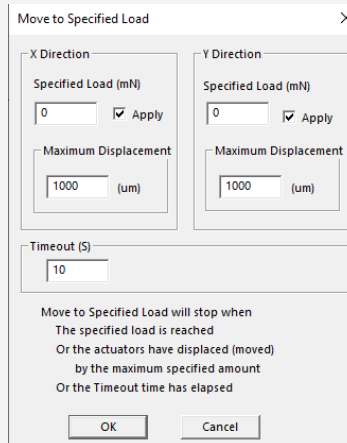 Move to Specified Load
X Direction
Specified Load (mN)
0
Apply
Maximum Displacement
1000
(um)
Y Direction
Specified Load (mN)
0
Apply
Maximum Displacement
1000
(um)
Timeout (S)
10
Move to Specified Load will stop when
The specified load is reached
Or the actuators have displaced (moved)
by the maximum specified amount
Or the Timeout time has elapsed
OK
Cancel